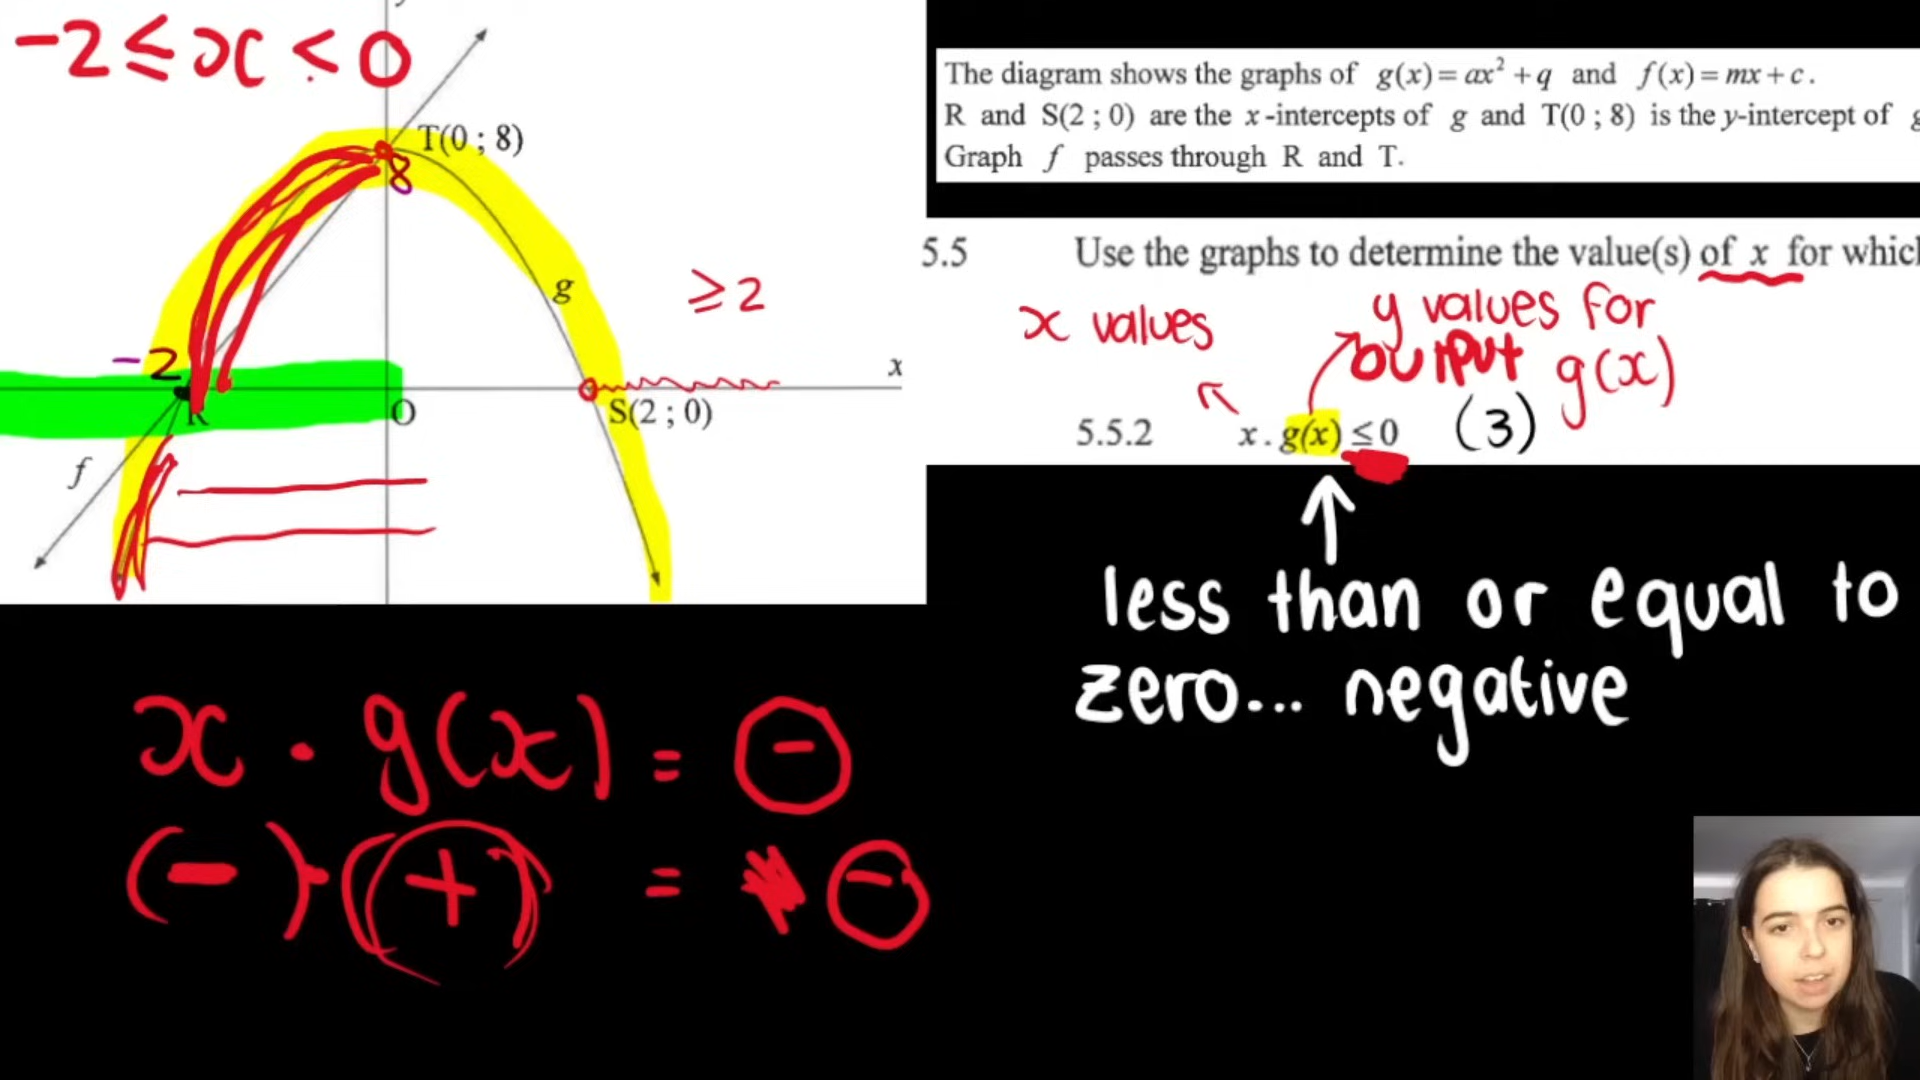 -2 ≤ x < 0
y
T(0 ; 8)
8
g
≥2
-2
x
R
O
S(2 ; 0)
f
The diagram shows the graphs of g(x) = ax² + q and f(x) = mx + c.
R and S(2 ; 0) are the x-intercepts of g and T(0 ; 8) is the y-intercept of g
Graph f passes through R and T.
5.5 Use the graphs to determine the value(s) of x for which
x values
y values for
output g(x)
5.5.2 x . g(x) ≤ 0 (3)
less than or equal to
zero... negative
x · g(x) = -
(-)·(+) = -